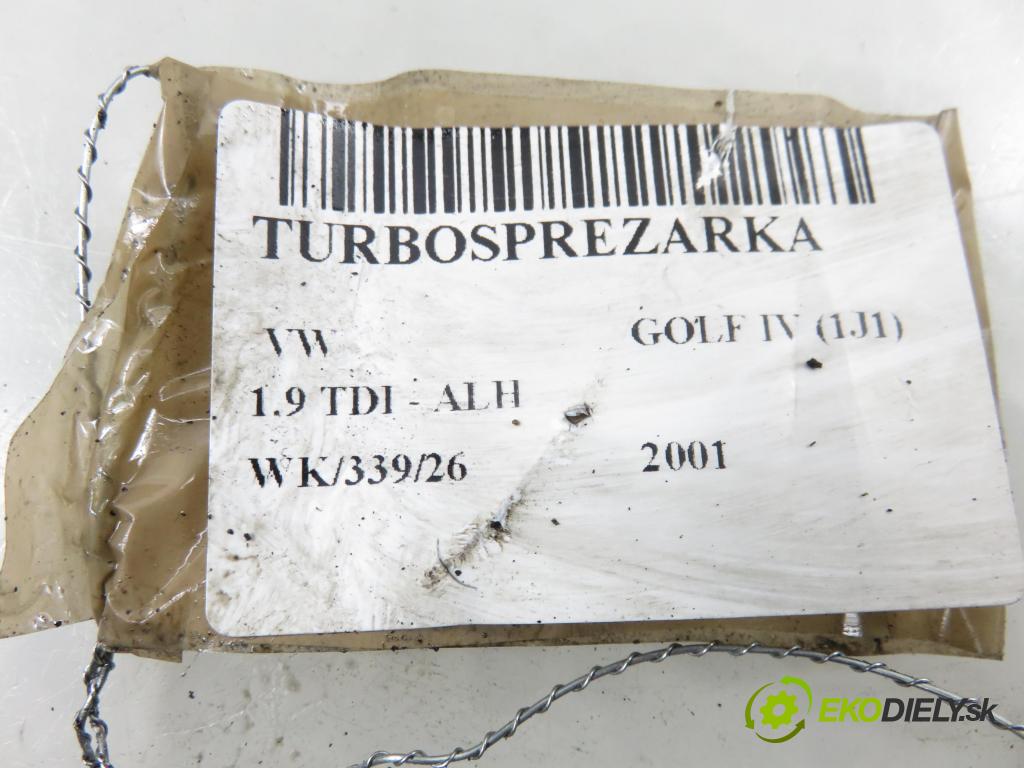 TURBOSPREZARKA
VW GOLF IV (1J1)
1.9 TDI - ALH
WK/339/26 2001
EKODIELY.sk